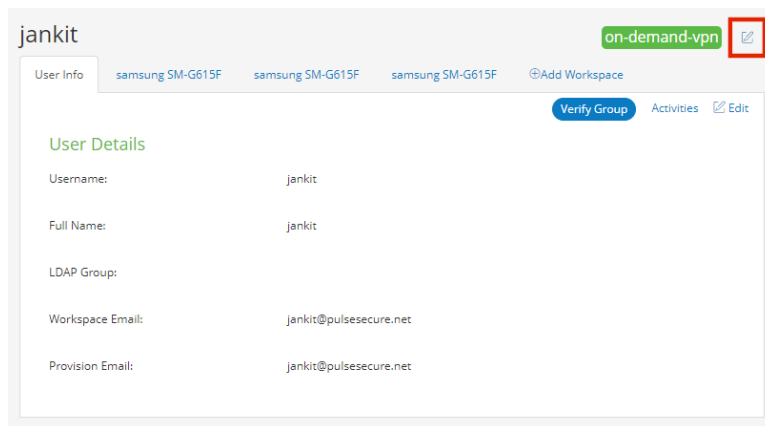 jankit on-demand-vpn
User Info samsung SM-G615F samsung SM-G615F samsung SM-G615F Add Workspace
Verify Group Activities Edit
User Details
Username: jankit
Full Name: jankit
LDAP Group:
Workspace Email: jankit@pulsesecure.net
Provision Email: jankit@pulsesecure.net